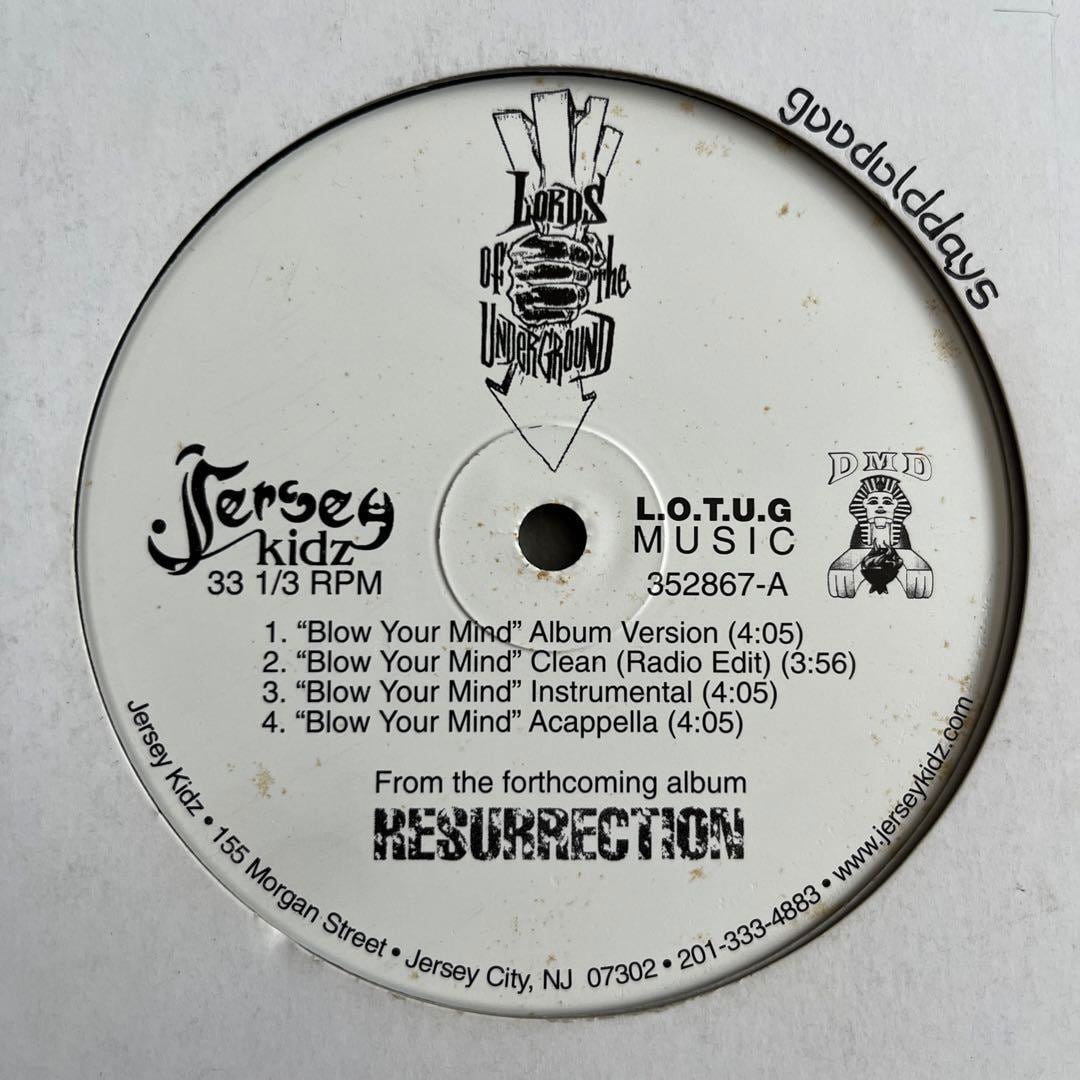 gooddolddays
LORDS
OF the
UNDERGROUND
Jersey
kidz
33 1/3 RPM
L.O.T.U.G
MUSIC
352867-A
DMD
1. “Blow Your Mind” Album Version (4:05)
2. “Blow Your Mind” Clean (Radio Edit) (3:56)
3. “Blow Your Mind” Instrumental (4:05)
4. “Blow Your Mind” Acappella (4:05)
From the forthcoming album
RESURRECTION
Jersey Kidz • 155 Morgan Street • Jersey City, NJ 07302 • 201-333-4883 • www.jerseykidz.com